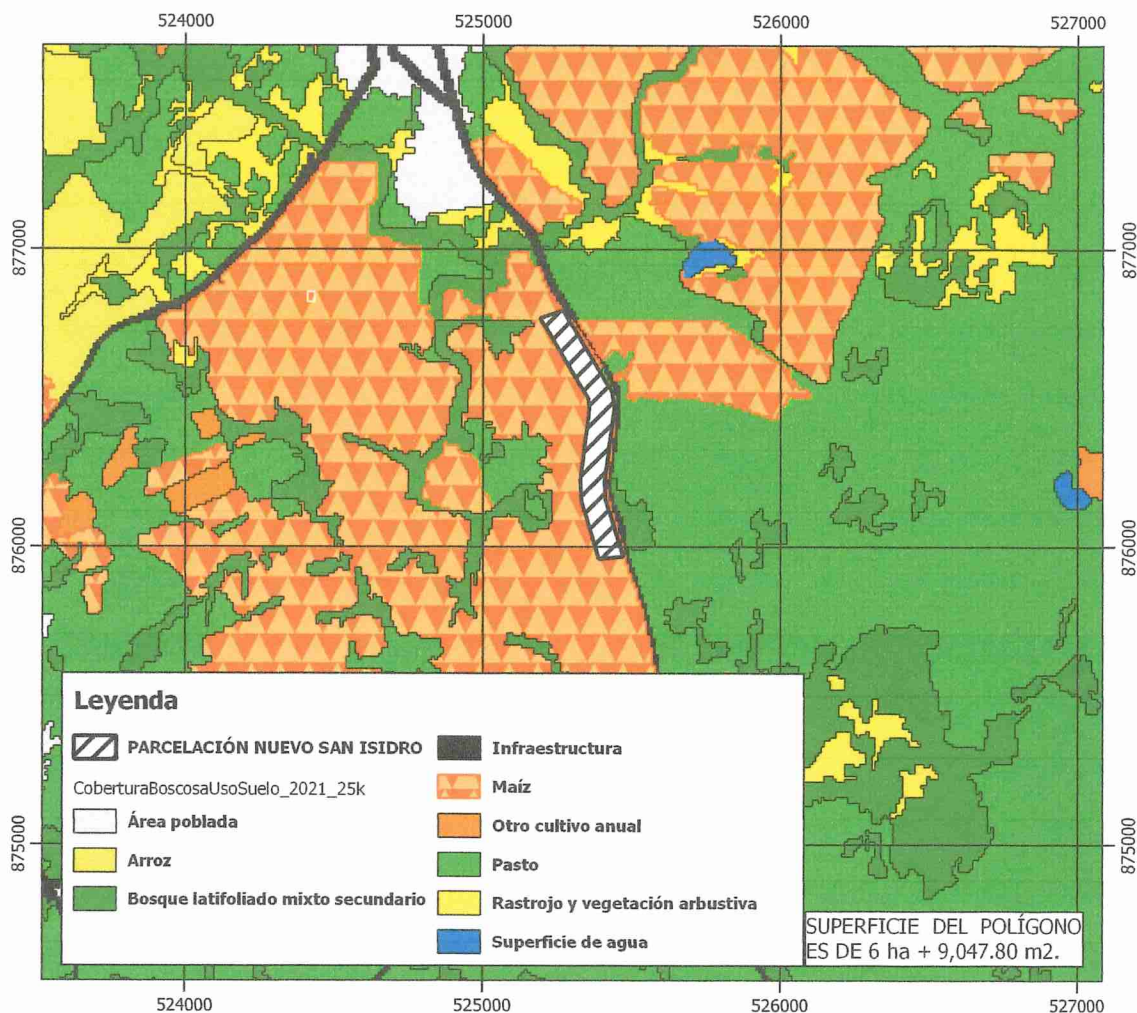 524000 525000 526000 527000
877000 877000
876000 876000
875000 875000
Leyenda
PARCELACIÓN NUEVO SAN ISIDRO
CoberturaBoscosaUsoSuelo_2021_25k
Área poblada
Arroz
Bosque latifoliado mixto secundario
Infraestructura
Maíz
Otro cultivo anual
Pasto
Rastrojo y vegetación arbustiva
Superficie de agua
SUPERFICIE DEL POLÍGONO
ES DE 6 ha + 9,047.80 m2.
524000 525000 526000 527000